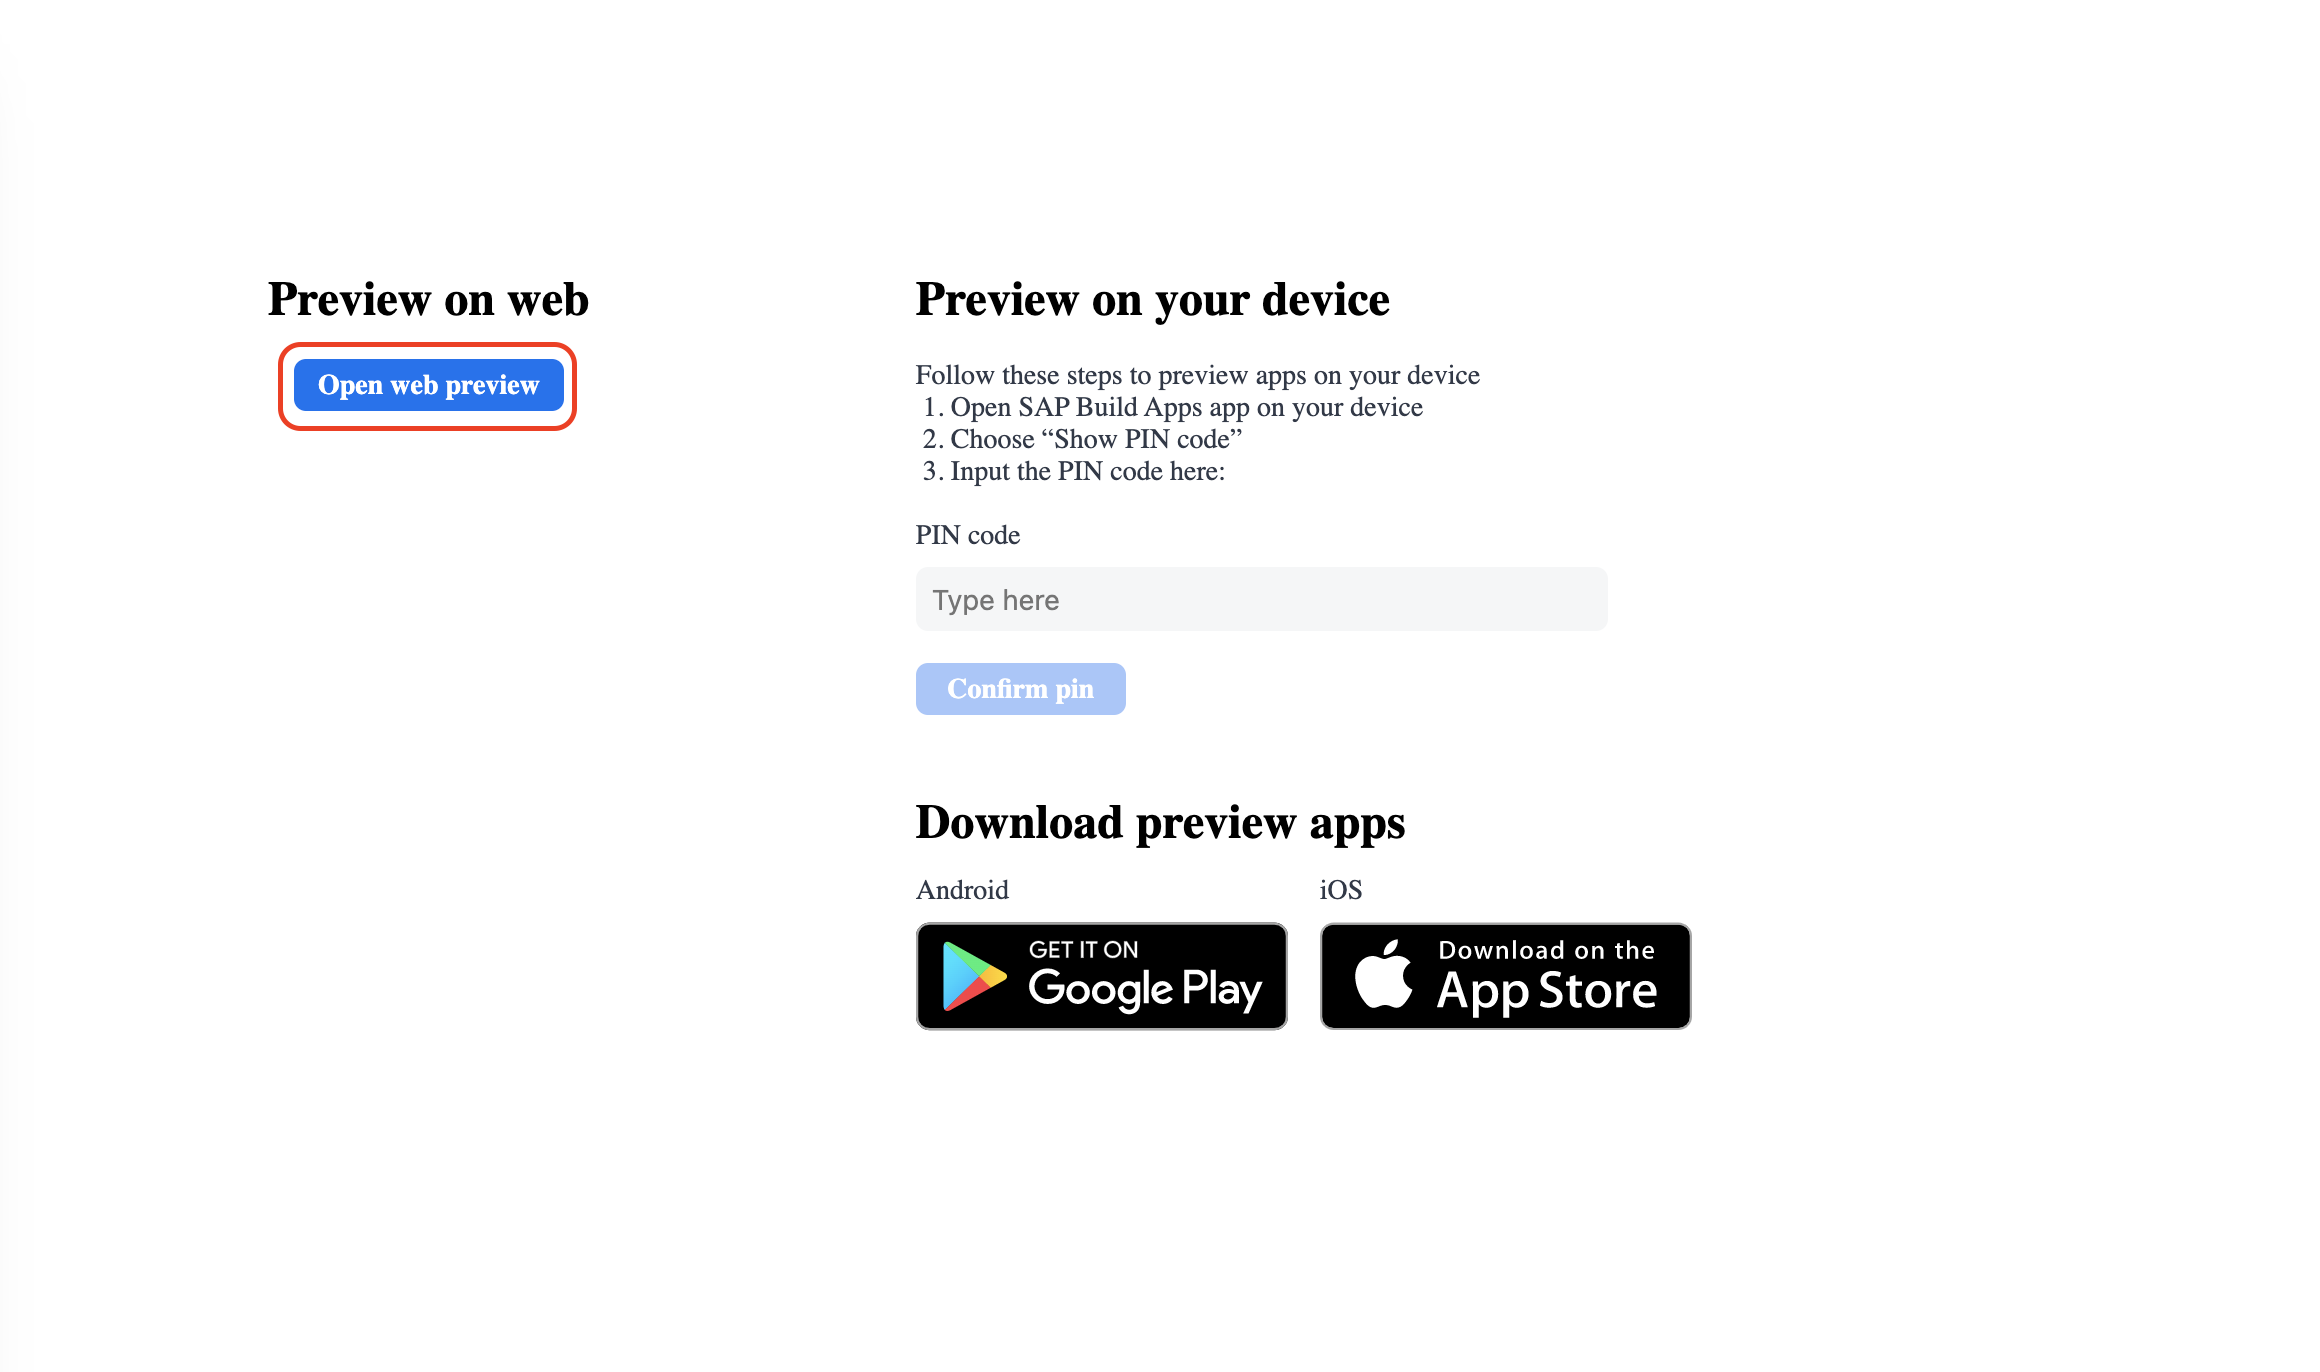 Preview on web
Open web preview
Preview on your device
Follow these steps to preview apps on your device
1. Open SAP Build Apps app on your device
2. Choose “Show PIN code”
3. Input the PIN code here:
PIN code
Type here
Confirm pin
Download preview apps
Android
GET IT ON
Google Play
iOS
Download on the
App Store